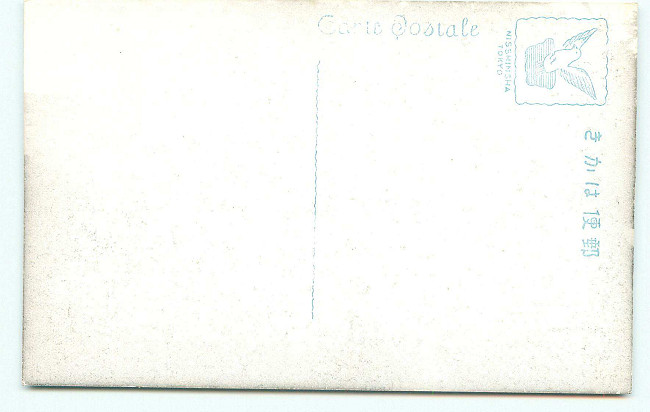 Carte Postale
NISSHINSHA
TOKYO
郵便はかき